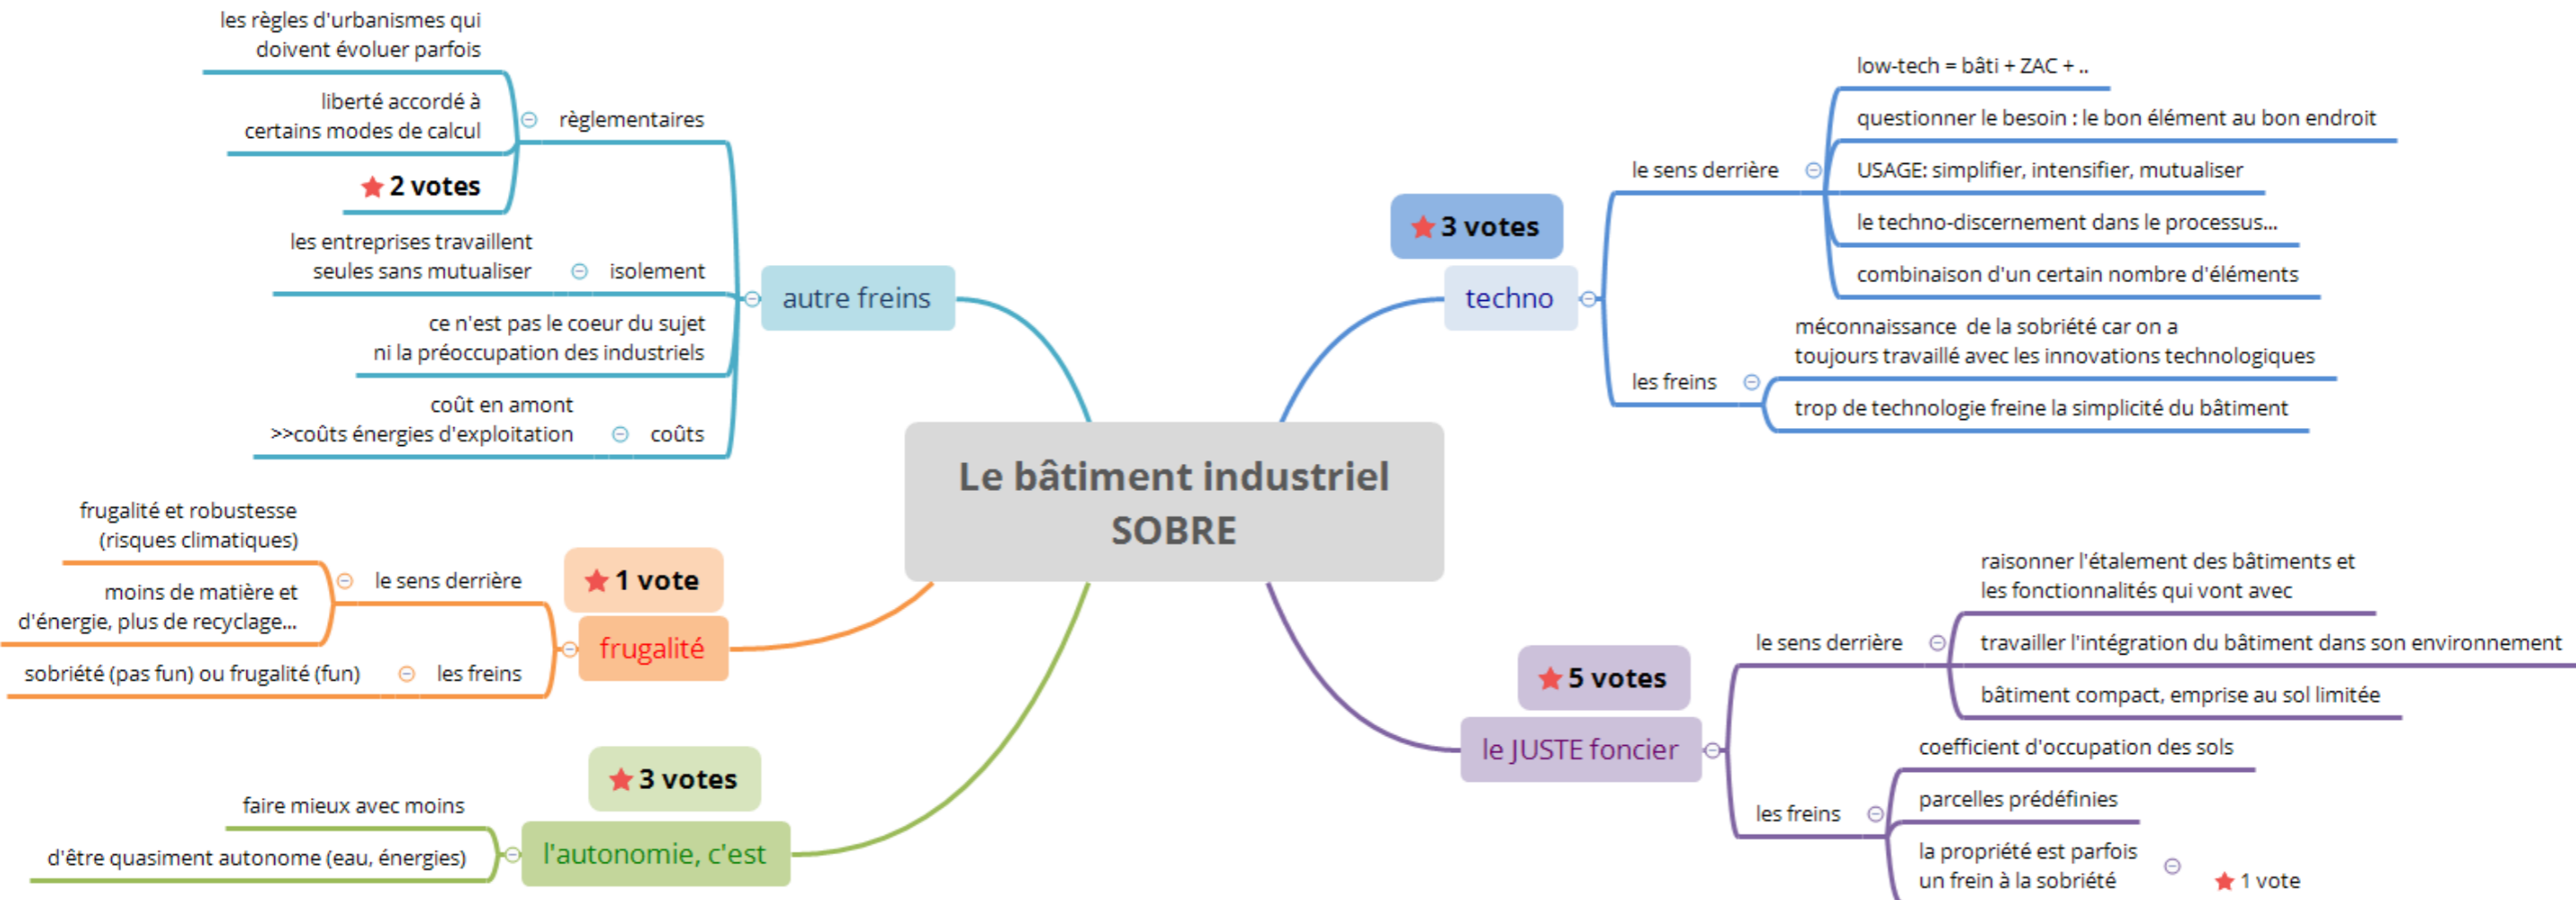 Le bâtiment industriel
SOBRE
3 votes
techno
le sens derrière
low-tech = bâti + ZAC + ..
questionner le besoin : le bon élément au bon endroit
USAGE: simplifier, intensifier, mutualiser
le techno-discernement dans le processus...
combinaison d'un certain nombre d'éléments
les freins
méconnaissance  de la sobriété car on a
toujours travaillé avec les innovations technologiques
trop de technologie freine la simplicité du bâtiment
5 votes
le JUSTE foncier
le sens derrière
raisonner l'étalement des bâtiments et
les fonctionnalités qui vont avec
travailler l'intégration du bâtiment dans son environnement
bâtiment compact, emprise au sol limitée
les freins
coefficient d'occupation des sols
parcelles prédéfinies
la propriété est parfois
un frein à la sobriété
1 vote
autre freins
règlementaires
les règles d'urbanismes qui
doivent évoluer parfois
liberté accordé à
certains modes de calcul
2 votes
isolement
les entreprises travaillent
seules sans mutualiser
ce n'est pas le coeur du sujet
ni la préoccupation des industriels
coûts
coût en amont
>>coûts énergies d'exploitation
1 vote
frugalité
le sens derrière
frugalité et robustesse
(risques climatiques)
moins de matière et
d'énergie, plus de recyclage...
les freins
sobriété (pas fun) ou frugalité (fun)
3 votes
l'autonomie, c'est
faire mieux avec moins
d'être quasiment autonome (eau, énergies)